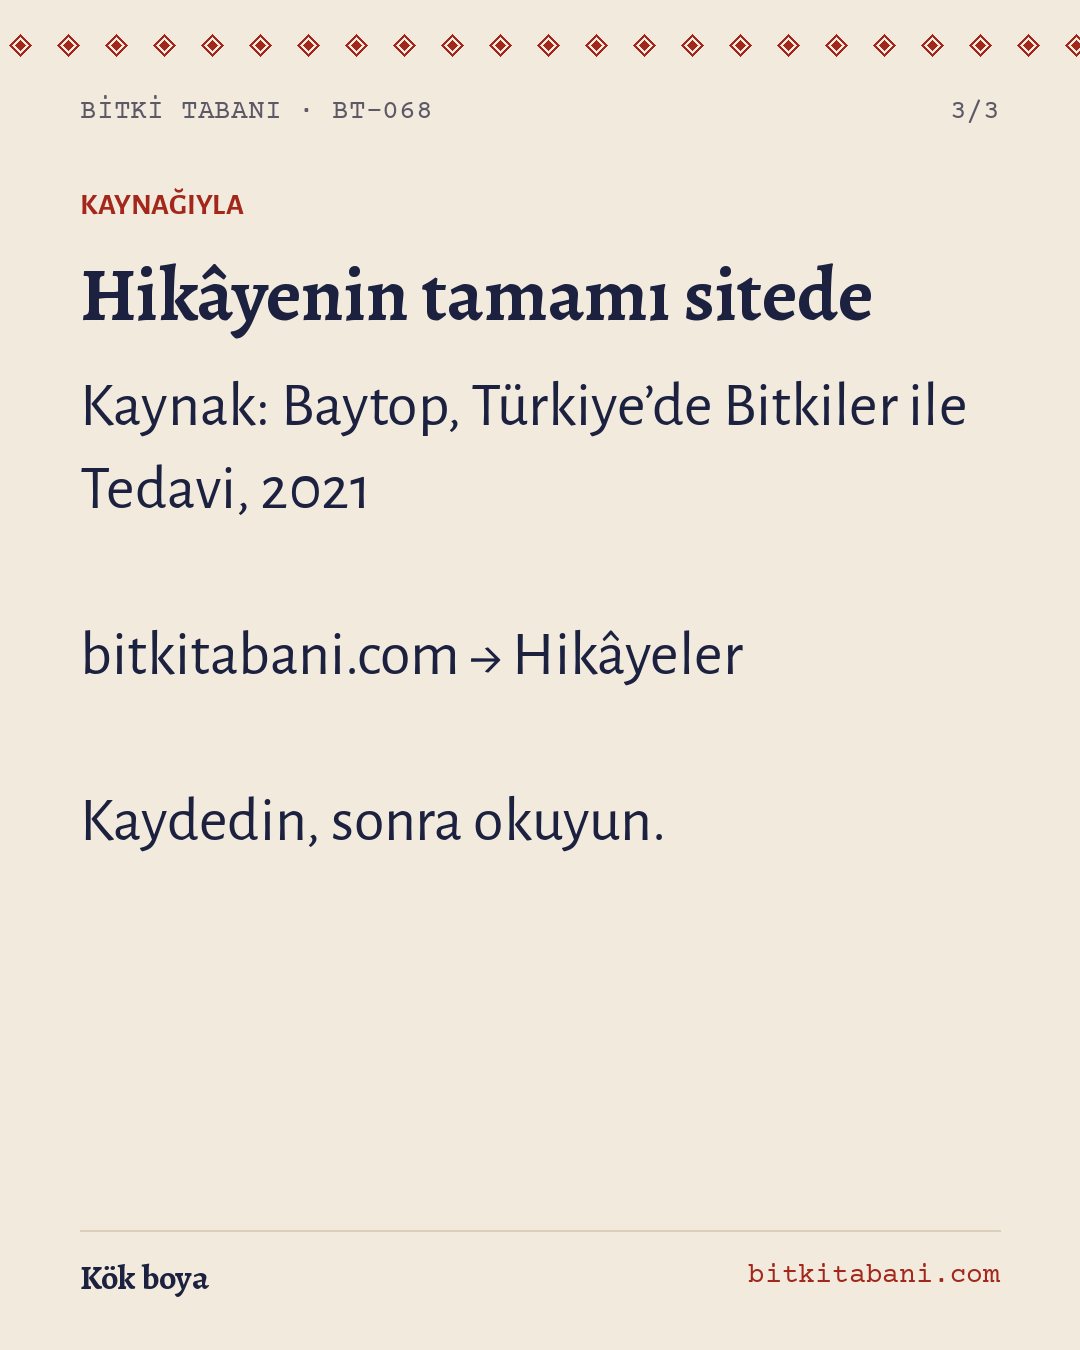 BİTKİ TABANI · BT-068
3/3
KAYNAĞIYLA
Hikâyenin tamamı sitede
Kaynak: Baytop, Türkiye’de Bitkiler ile
Tedavi, 2021
bitkitabani.com → Hikâyeler
Kaydedin, sonra okuyun.
Kök boya
bitkitabani.com